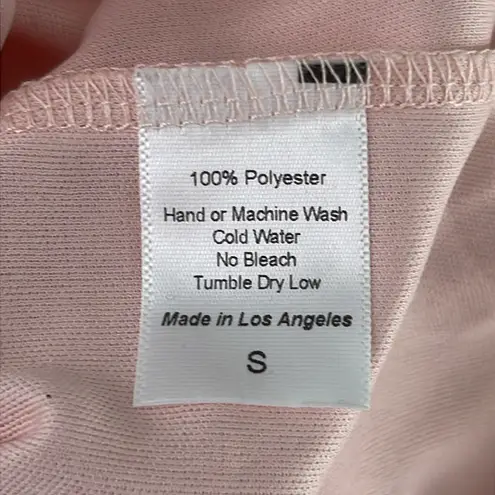 100% Polyester
Hand or Machine Wash
Cold Water
No Bleach
Tumble Dry Low
Made in Los Angeles
S